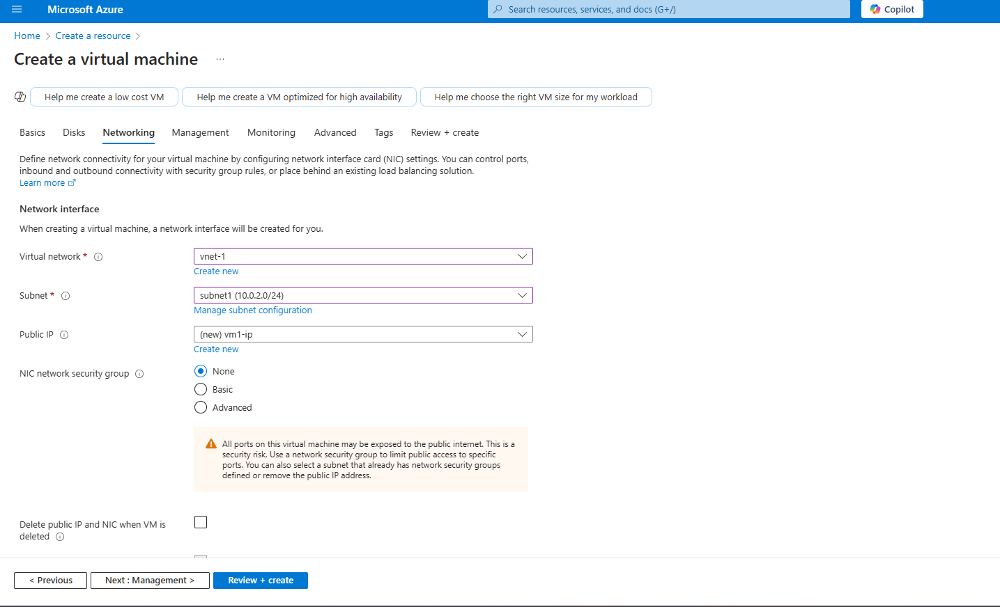 Microsoft Azure
Search resources, services, and docs (G+/)
Copilot
Home > Create a resource >
Create a virtual machine ...
Help me create a low cost VM
Help me create a VM optimized for high availability
Help me choose the right VM size for my workload
Basics Disks Networking Management Monitoring Advanced Tags Review + create
Define network connectivity for your virtual machine by configuring network interface card (NIC) settings. You can control ports,
inbound and outbound connectivity with security group rules, or place behind an existing load balancing solution.
Learn more
Network interface
When creating a virtual machine, a network interface will be created for you.
Virtual network *
vnet-1
Create new
Subnet *
subnet1 (10.0.2.0/24)
Manage subnet configuration
Public IP
(new) vm1-ip
Create new
NIC network security group
None
Basic
Advanced
All ports on this virtual machine may be exposed to the public internet. This is a
security risk. Use a network security group to limit public access to specific
ports. You can also select a subnet that already has network security groups
defined or remove the public IP address.
Delete public IP and NIC when VM is
deleted
< Previous
Next : Management >
Review + create